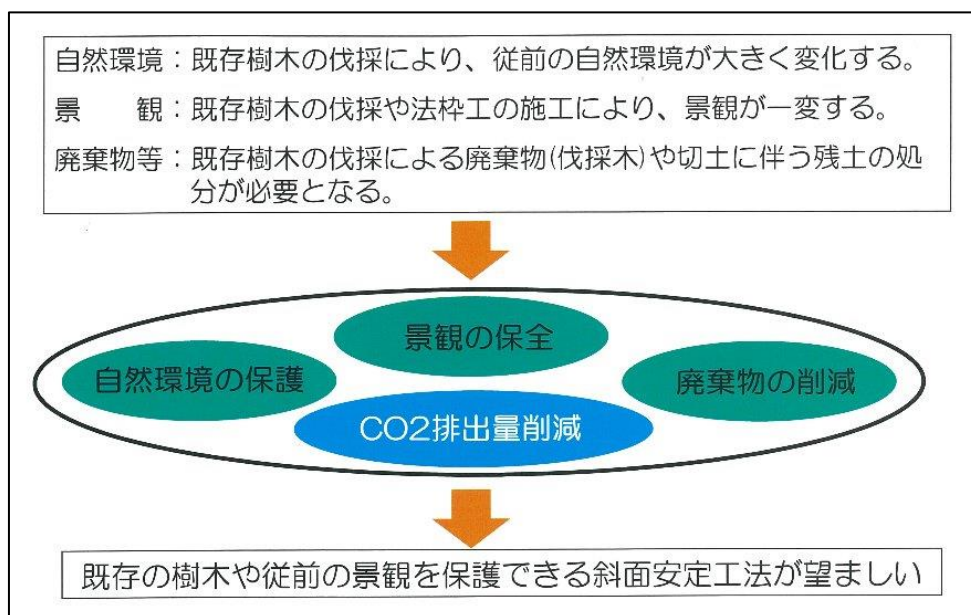 自然環境：既存樹木の伐採により、従前の自然環境が大きく変化する。
景　　観：既存樹木の伐採や法枠工の施工により、景観が一変する。
廃棄物等：既存樹木の伐採による廃棄物(伐採木)や切土に伴う残土の処
分が必要となる。
景観の保全
自然環境の保護
廃棄物の削減
CO2排出量削減
既存の樹木や従前の景観を保護できる斜面安定工法が望ましい